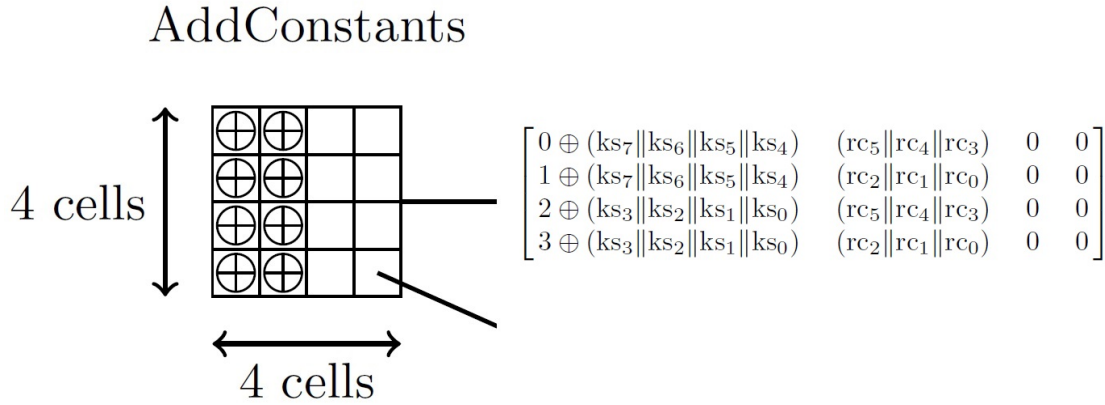 AddConstants
4 cells
4 cells
0 ⊕ (ks₇‖ks₆‖ks₅‖ks₄) (rc₅‖rc₄‖rc₃) 0 0
1 ⊕ (ks₇‖ks₆‖ks₅‖ks₄) (rc₂‖rc₁‖rc₀) 0 0
2 ⊕ (ks₃‖ks₂‖ks₁‖ks₀) (rc₅‖rc₄‖rc₃) 0 0
3 ⊕ (ks₃‖ks₂‖ks₁‖ks₀) (rc₂‖rc₁‖rc₀) 0 0